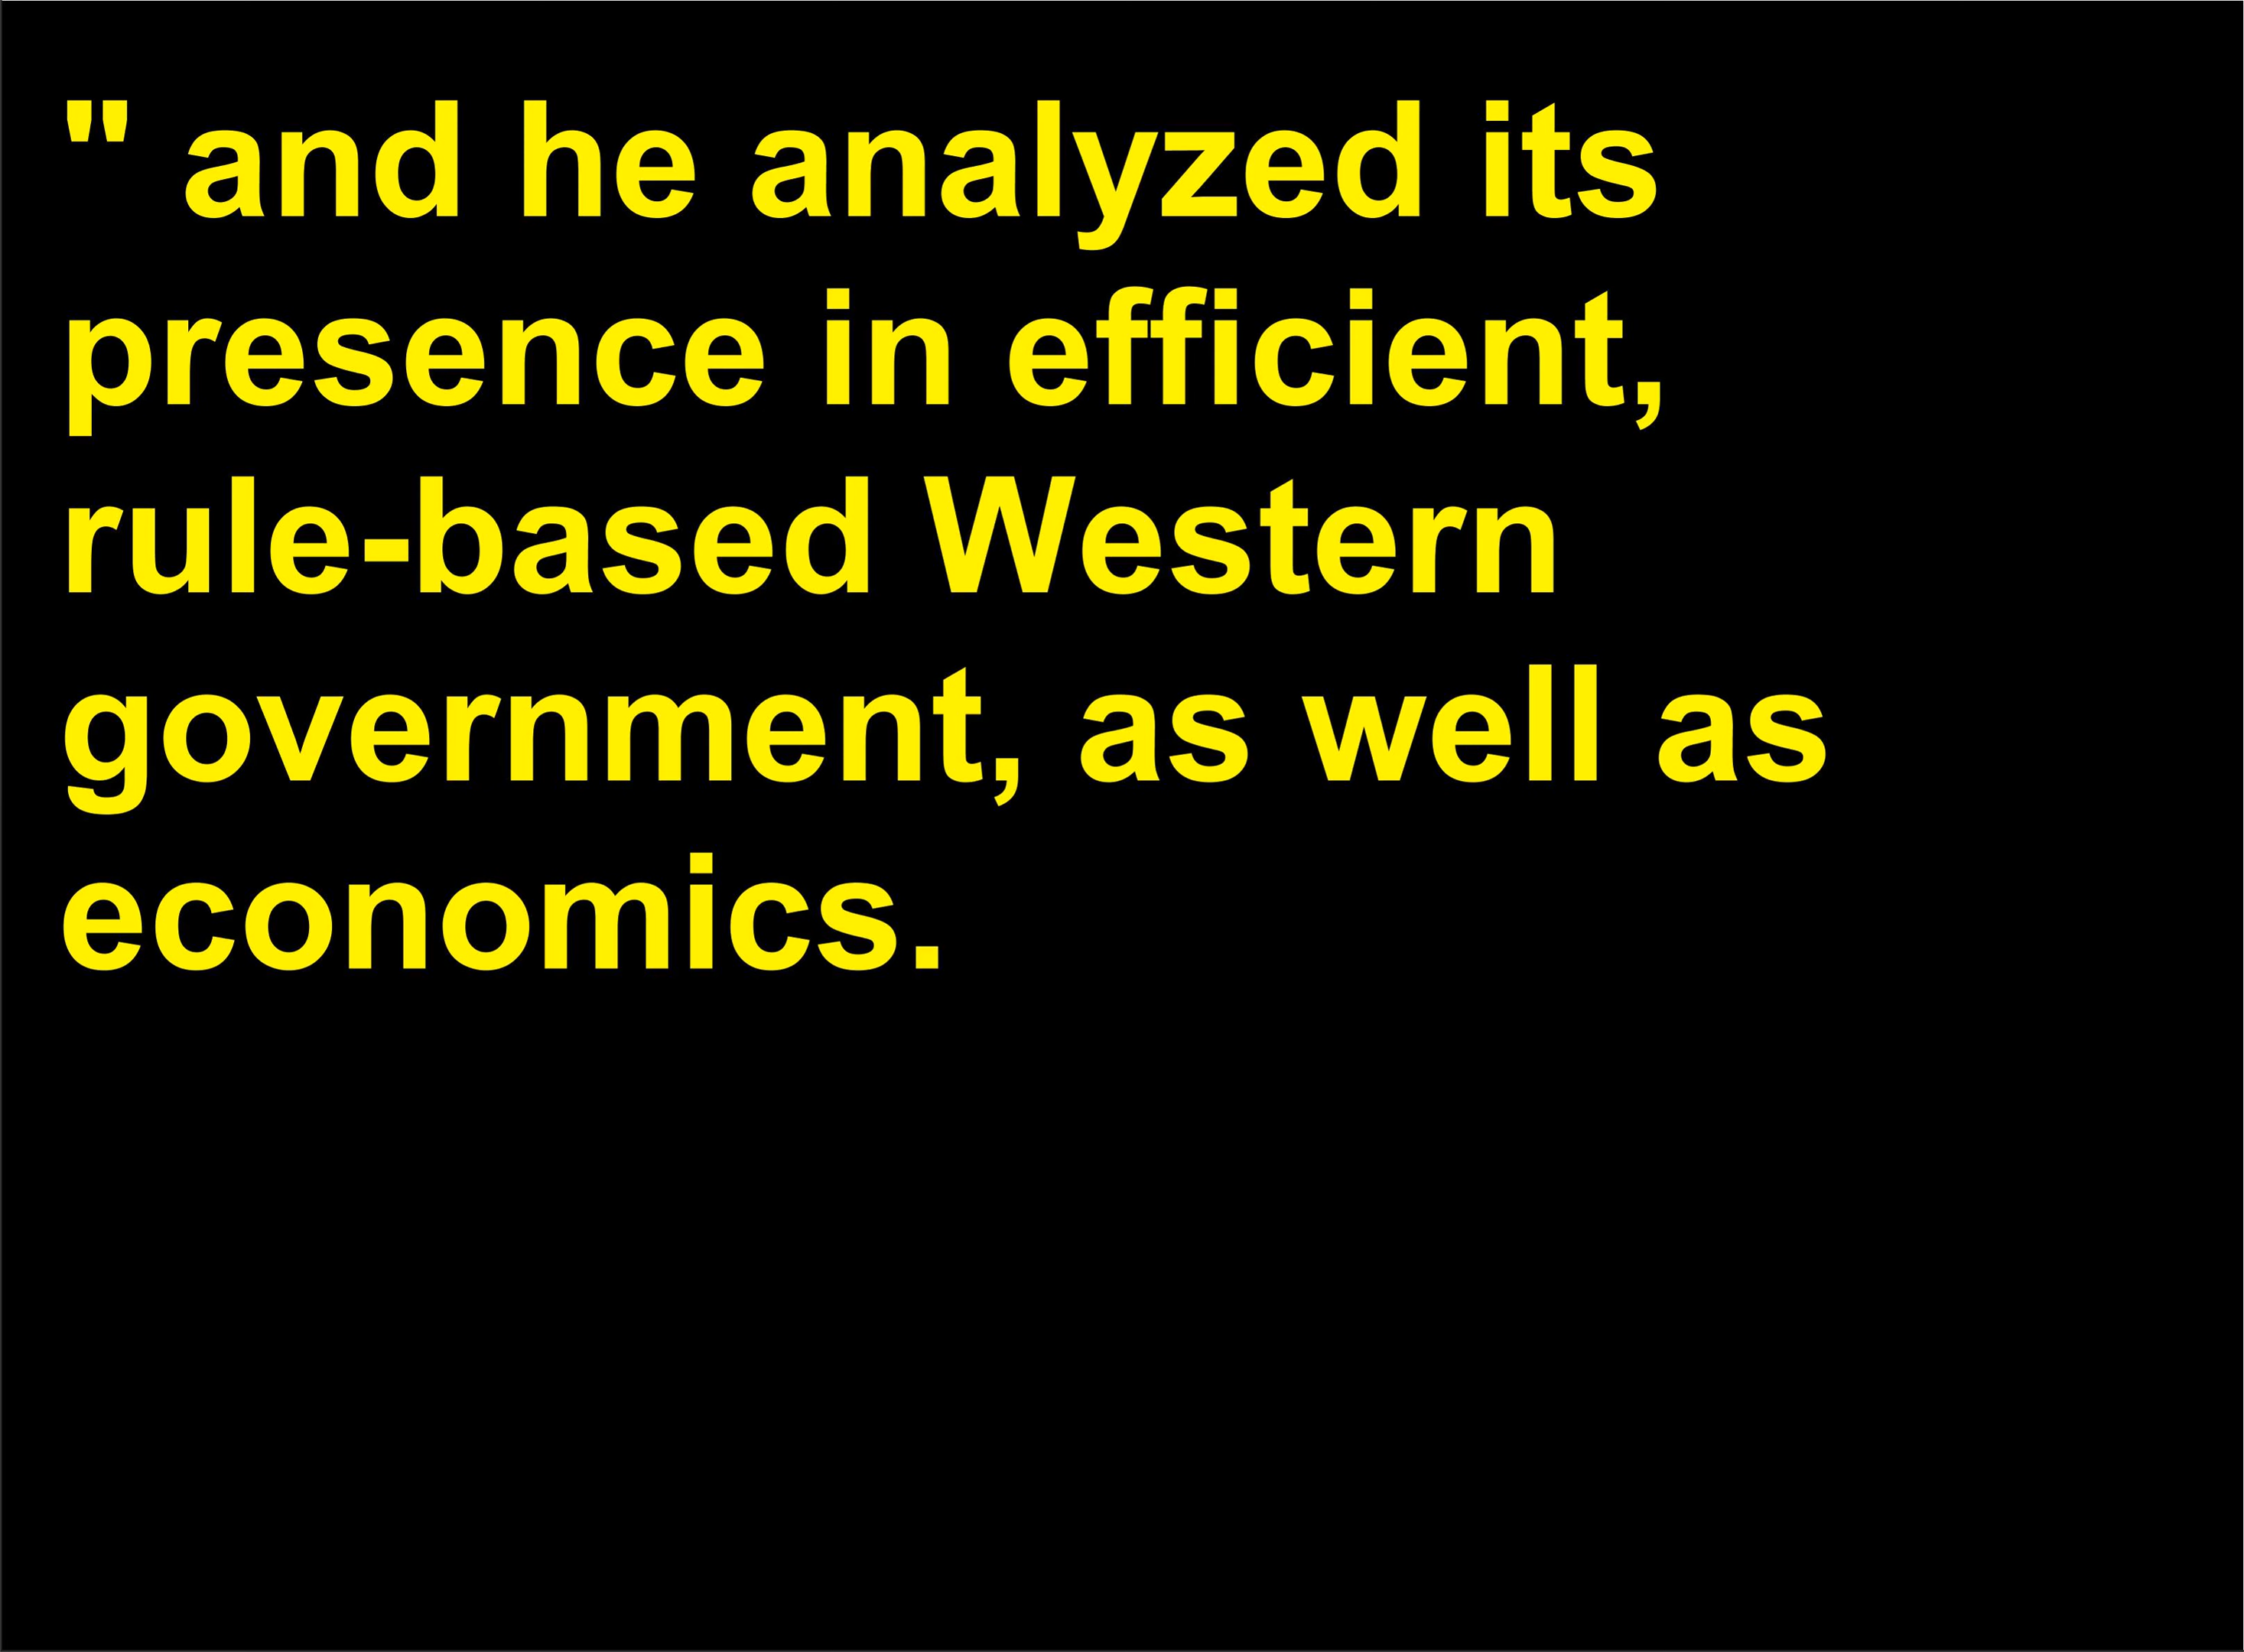 " and he analyzed its
presence in efficient,
rule-based Western
government, as well as
economics.